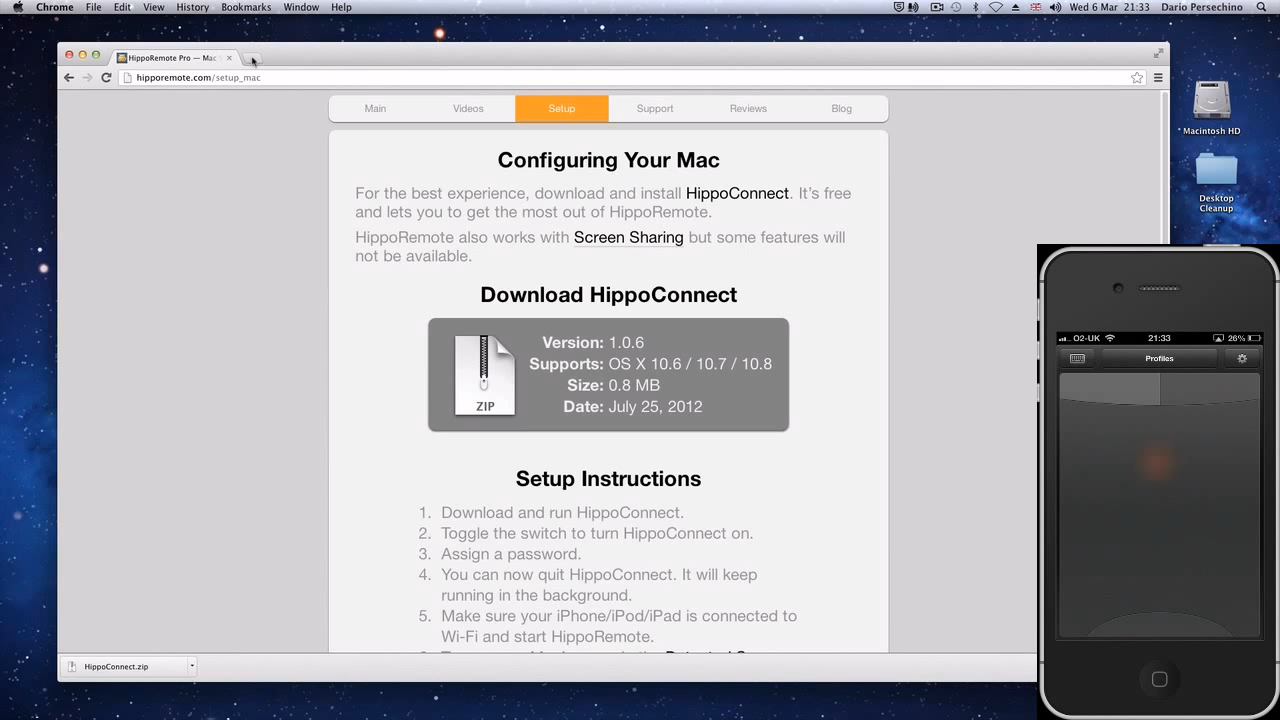 Chrome File Edit View History Bookmarks Window Help
Wed 6 Mar 21:33 Dario Persechino
HippoRemote Pro — Mac
hipporemote.com/setup_mac
Main Videos Setup Support Reviews Blog
Configuring Your Mac
For the best experience, download and install HippoConnect. It's free
and lets you to get the most out of HippoRemote.
HippoRemote also works with Screen Sharing but some features will
not be available.
Download HippoConnect
ZIP
Version: 1.0.6
Supports: OS X 10.6 / 10.7 / 10.8
Size: 0.8 MB
Date: July 25, 2012
Setup Instructions
1. Download and run HippoConnect.
2. Toggle the switch to turn HippoConnect on.
3. Assign a password.
4. You can now quit HippoConnect. It will keep
running in the background.
5. Make sure your iPhone/iPod/iPad is connected to
Wi-Fi and start HippoRemote.
HippoConnect.zip
Macintosh HD
Desktop
Cleanup
O2-UK 21:33 26%
Profiles